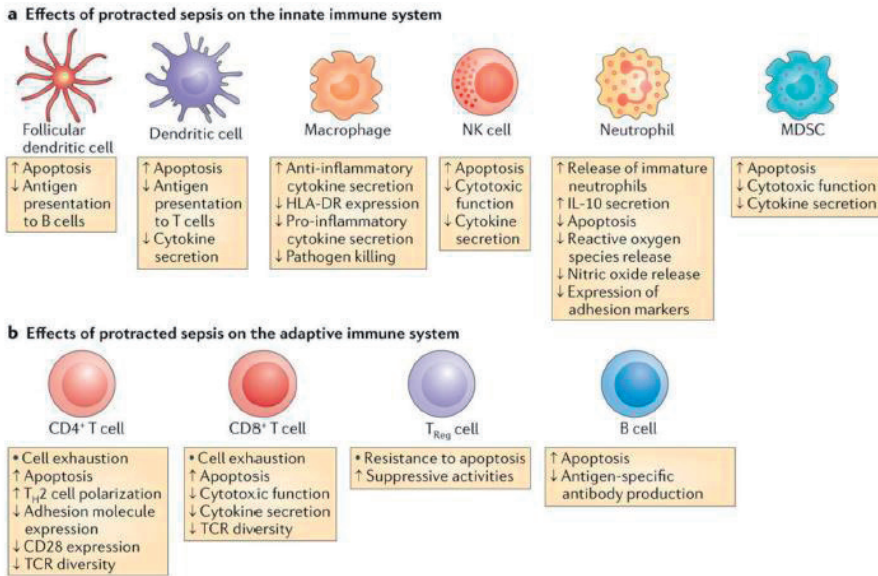 a Effects of protracted sepsis on the innate immune system
Follicular
dendritic cell
↑ Apoptosis
↓ Antigen
presentation
to B cells
Dendritic cell
↑ Apoptosis
↓ Antigen
presentation
to T cells
↓ Cytokine
secretion
Macrophage
↑ Anti-inflammatory
cytokine secretion
↓ HLA-DR expression
↓ Pro-inflammatory
cytokine secretion
↓ Pathogen killing
NK cell
↑ Apoptosis
↓ Cytotoxic
function
↓ Cytokine
secretion
Neutrophil
↑ Release of immature
neutrophils
↑ IL-10 secretion
↓ Apoptosis
↓ Reactive oxygen
species release
↓ Nitric oxide release
↓ Expression of
adhesion markers
MDSC
↑ Apoptosis
↓ Cytotoxic function
↓ Cytokine secretion
b Effects of protracted sepsis on the adaptive immune system
CD4⁺ T cell
• Cell exhaustion
↑ Apoptosis
↑ T_H2 cell polarization
↓ Adhesion molecule
expression
↓ CD28 expression
↓ TCR diversity
CD8⁺ T cell
• Cell exhaustion
↑ Apoptosis
↓ Cytotoxic function
↓ Cytokine secretion
↓ TCR diversity
T_Reg cell
• Resistance to apoptosis
↑ Suppressive activities
B cell
↑ Apoptosis
↓ Antigen-specific
antibody production